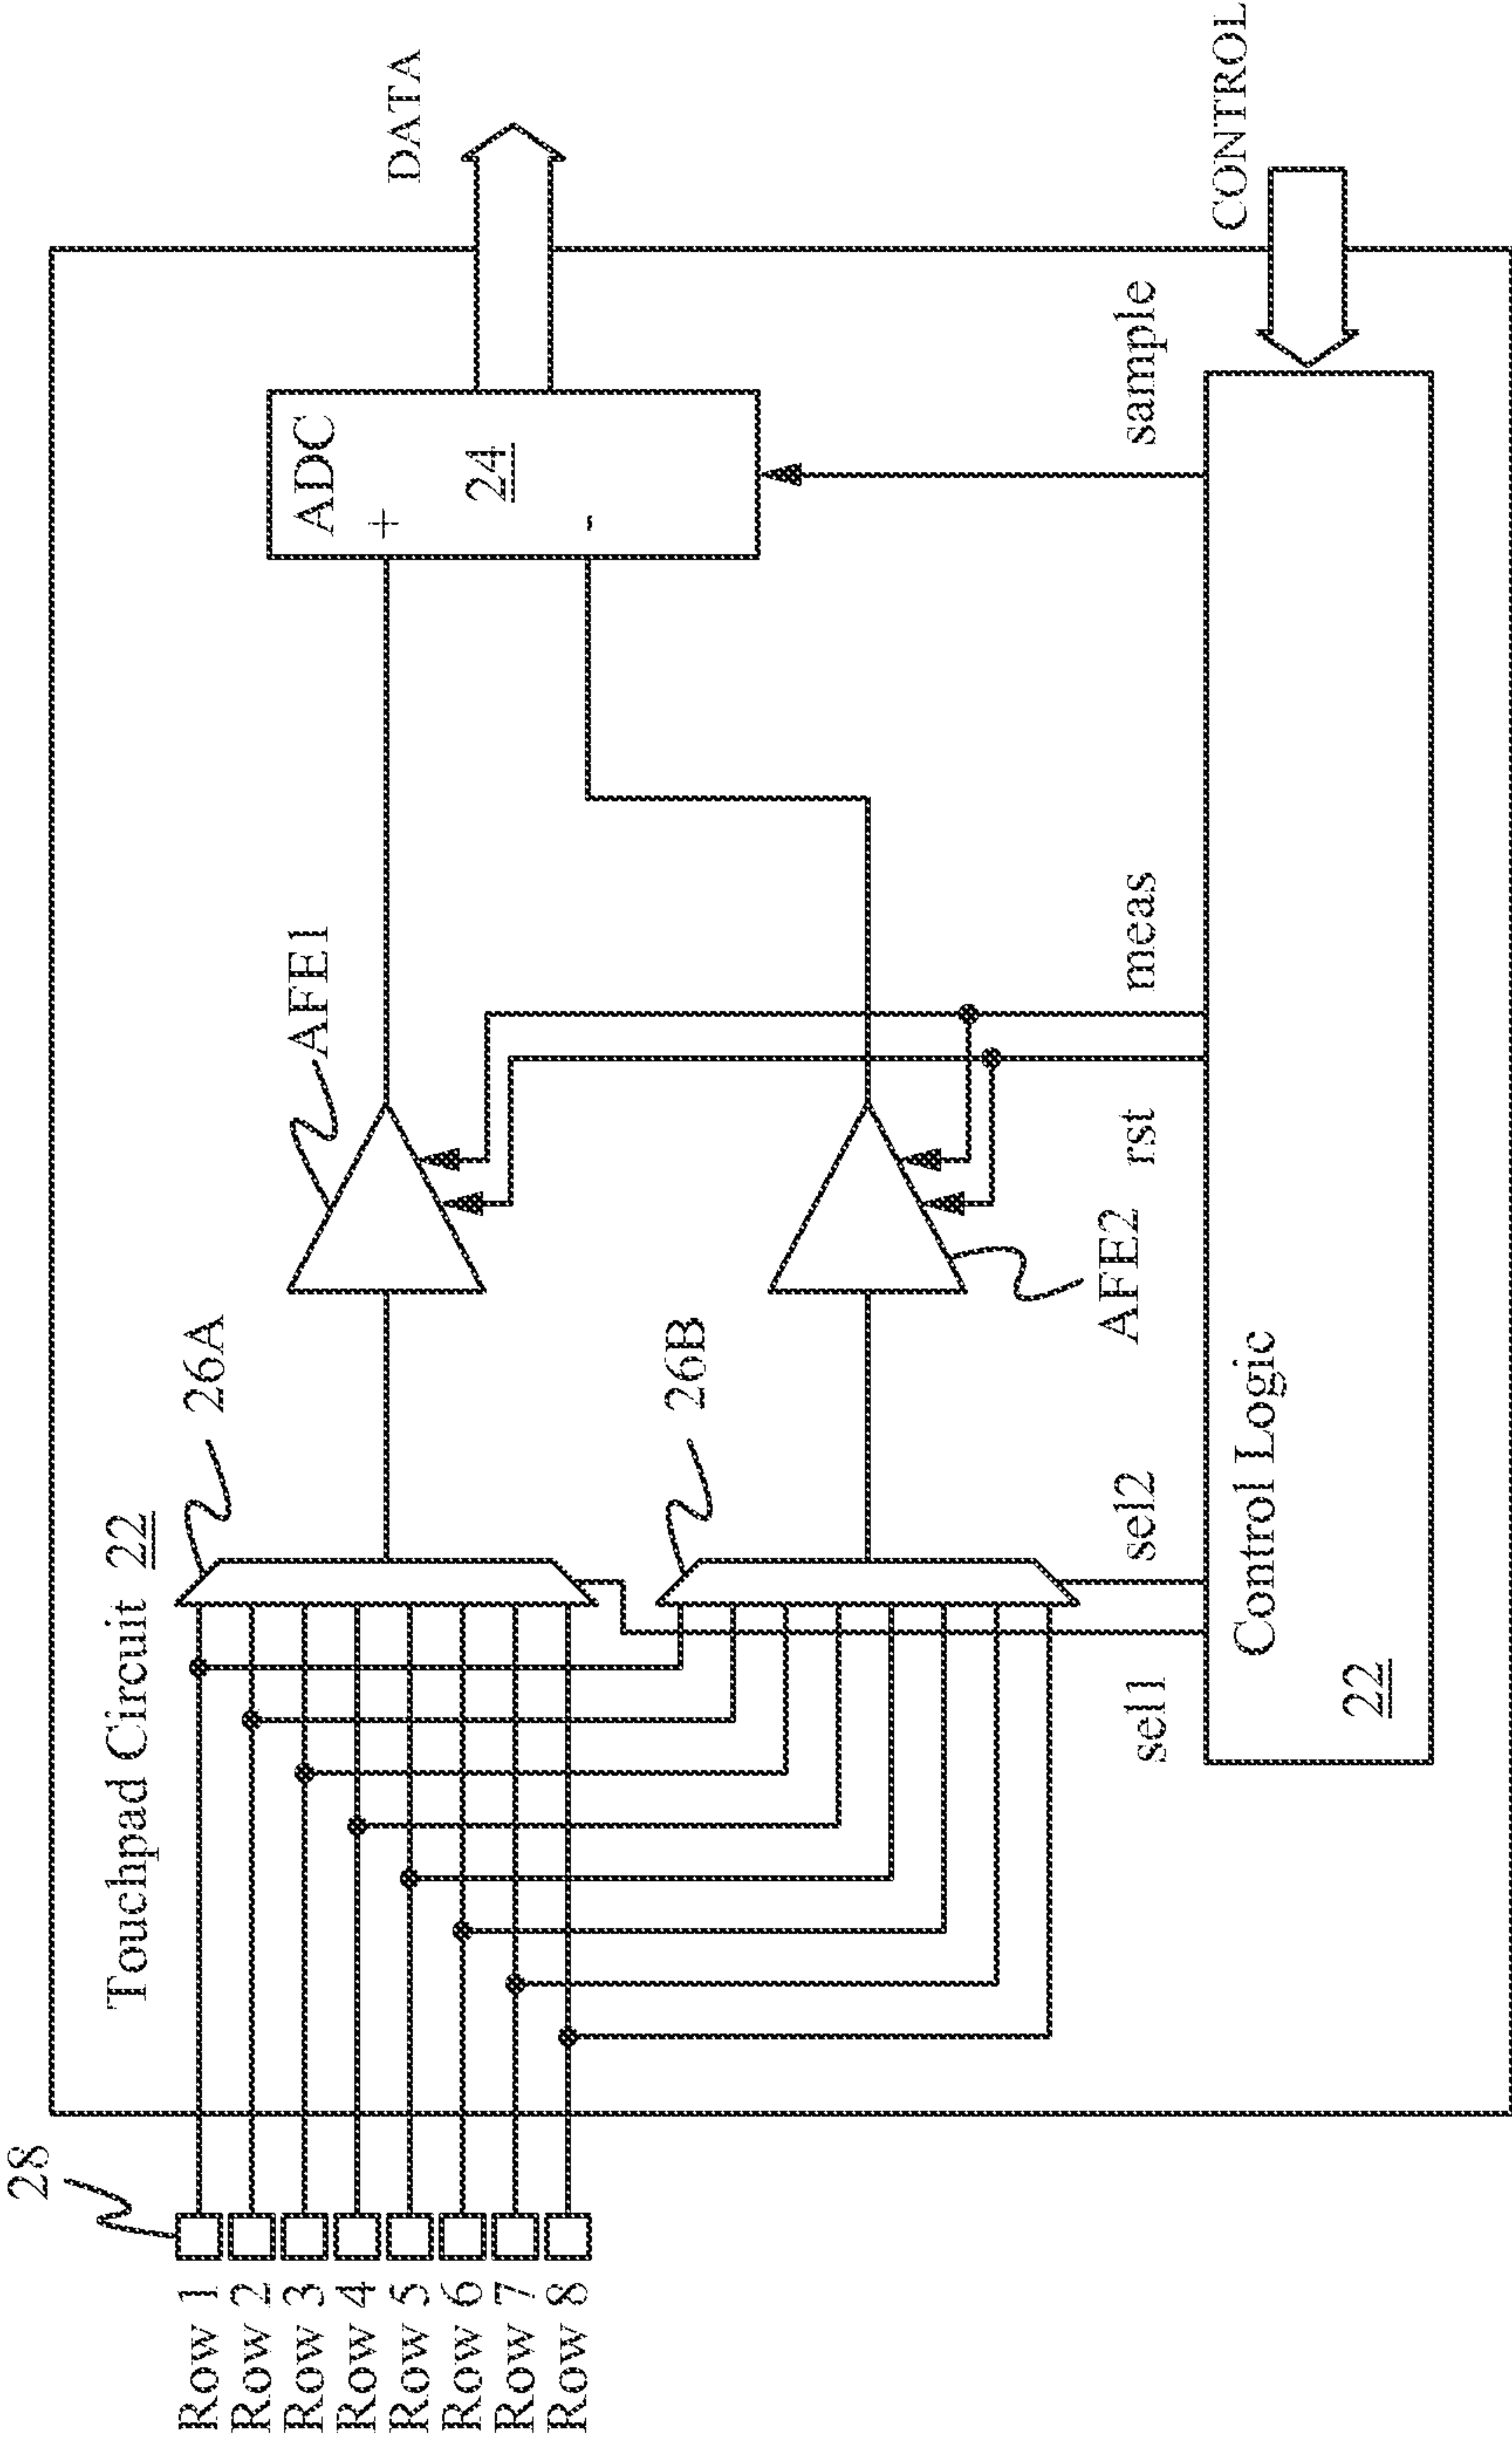 28
Row 1
Row 2
Row 3
Row 4
Row 5
Row 6
Row 7
Row 8
Touchpad Circuit 22
26A
26B
AFE1
AFE2
ADC
+
24
-
DATA
sel1
sel2
rst
meas
sample
CONTROL
Control Logic
22